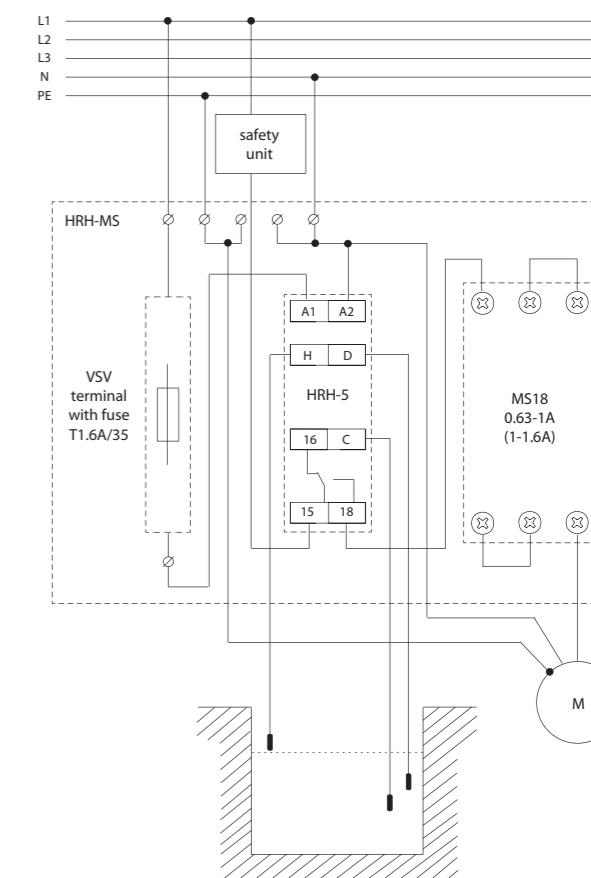 L1
L2
L3
N
PE
safety
unit
HRH-MS
A1 A2
H D
VSV
terminal
with fuse
T1.6A/35
HRH-5
MS18
0.63-1A
(1-1.6A)
16 C
15 18
M